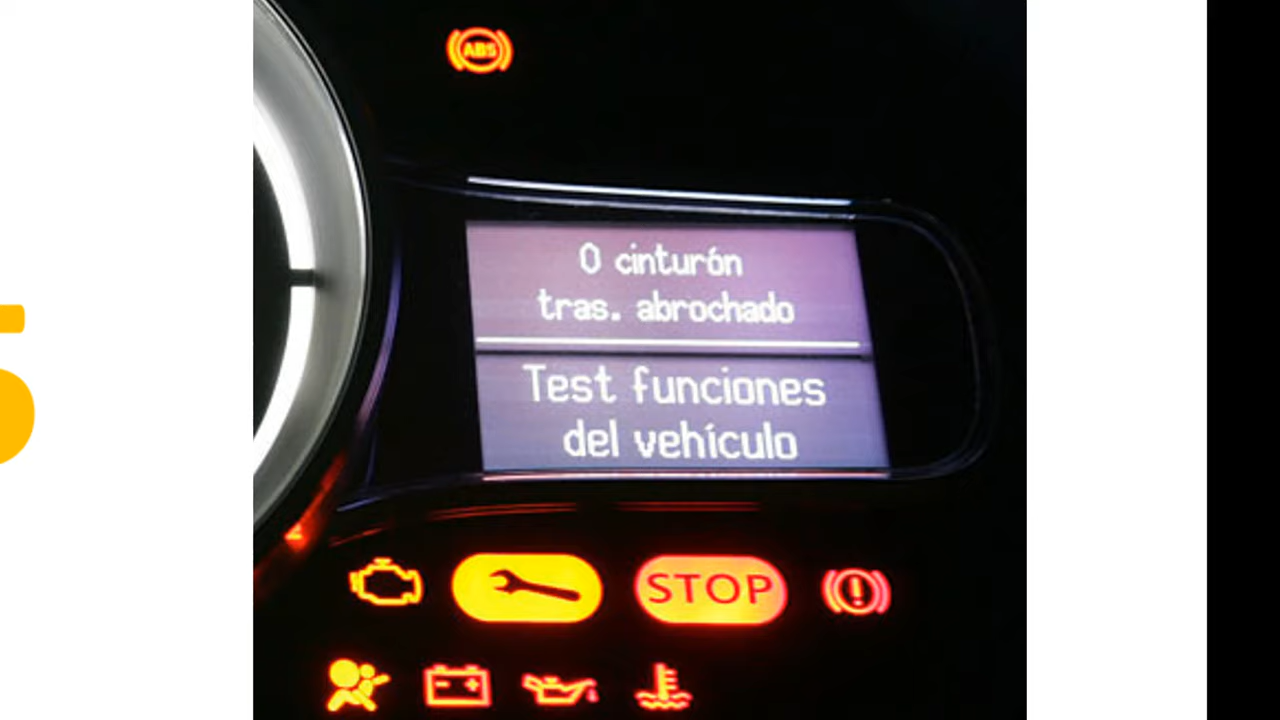 ABS
0 cinturón
tras. abrochado
Test funciones
del vehículo
STOP